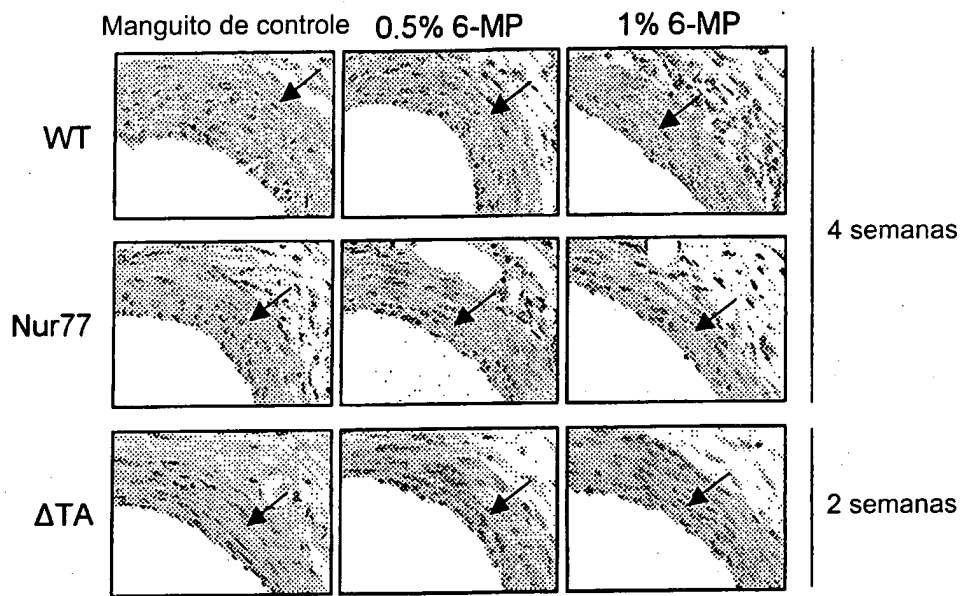 Manguito de controle 0.5% 6-MP 1% 6-MP
WT
4 semanas
Nur77
ΔTA
2 semanas